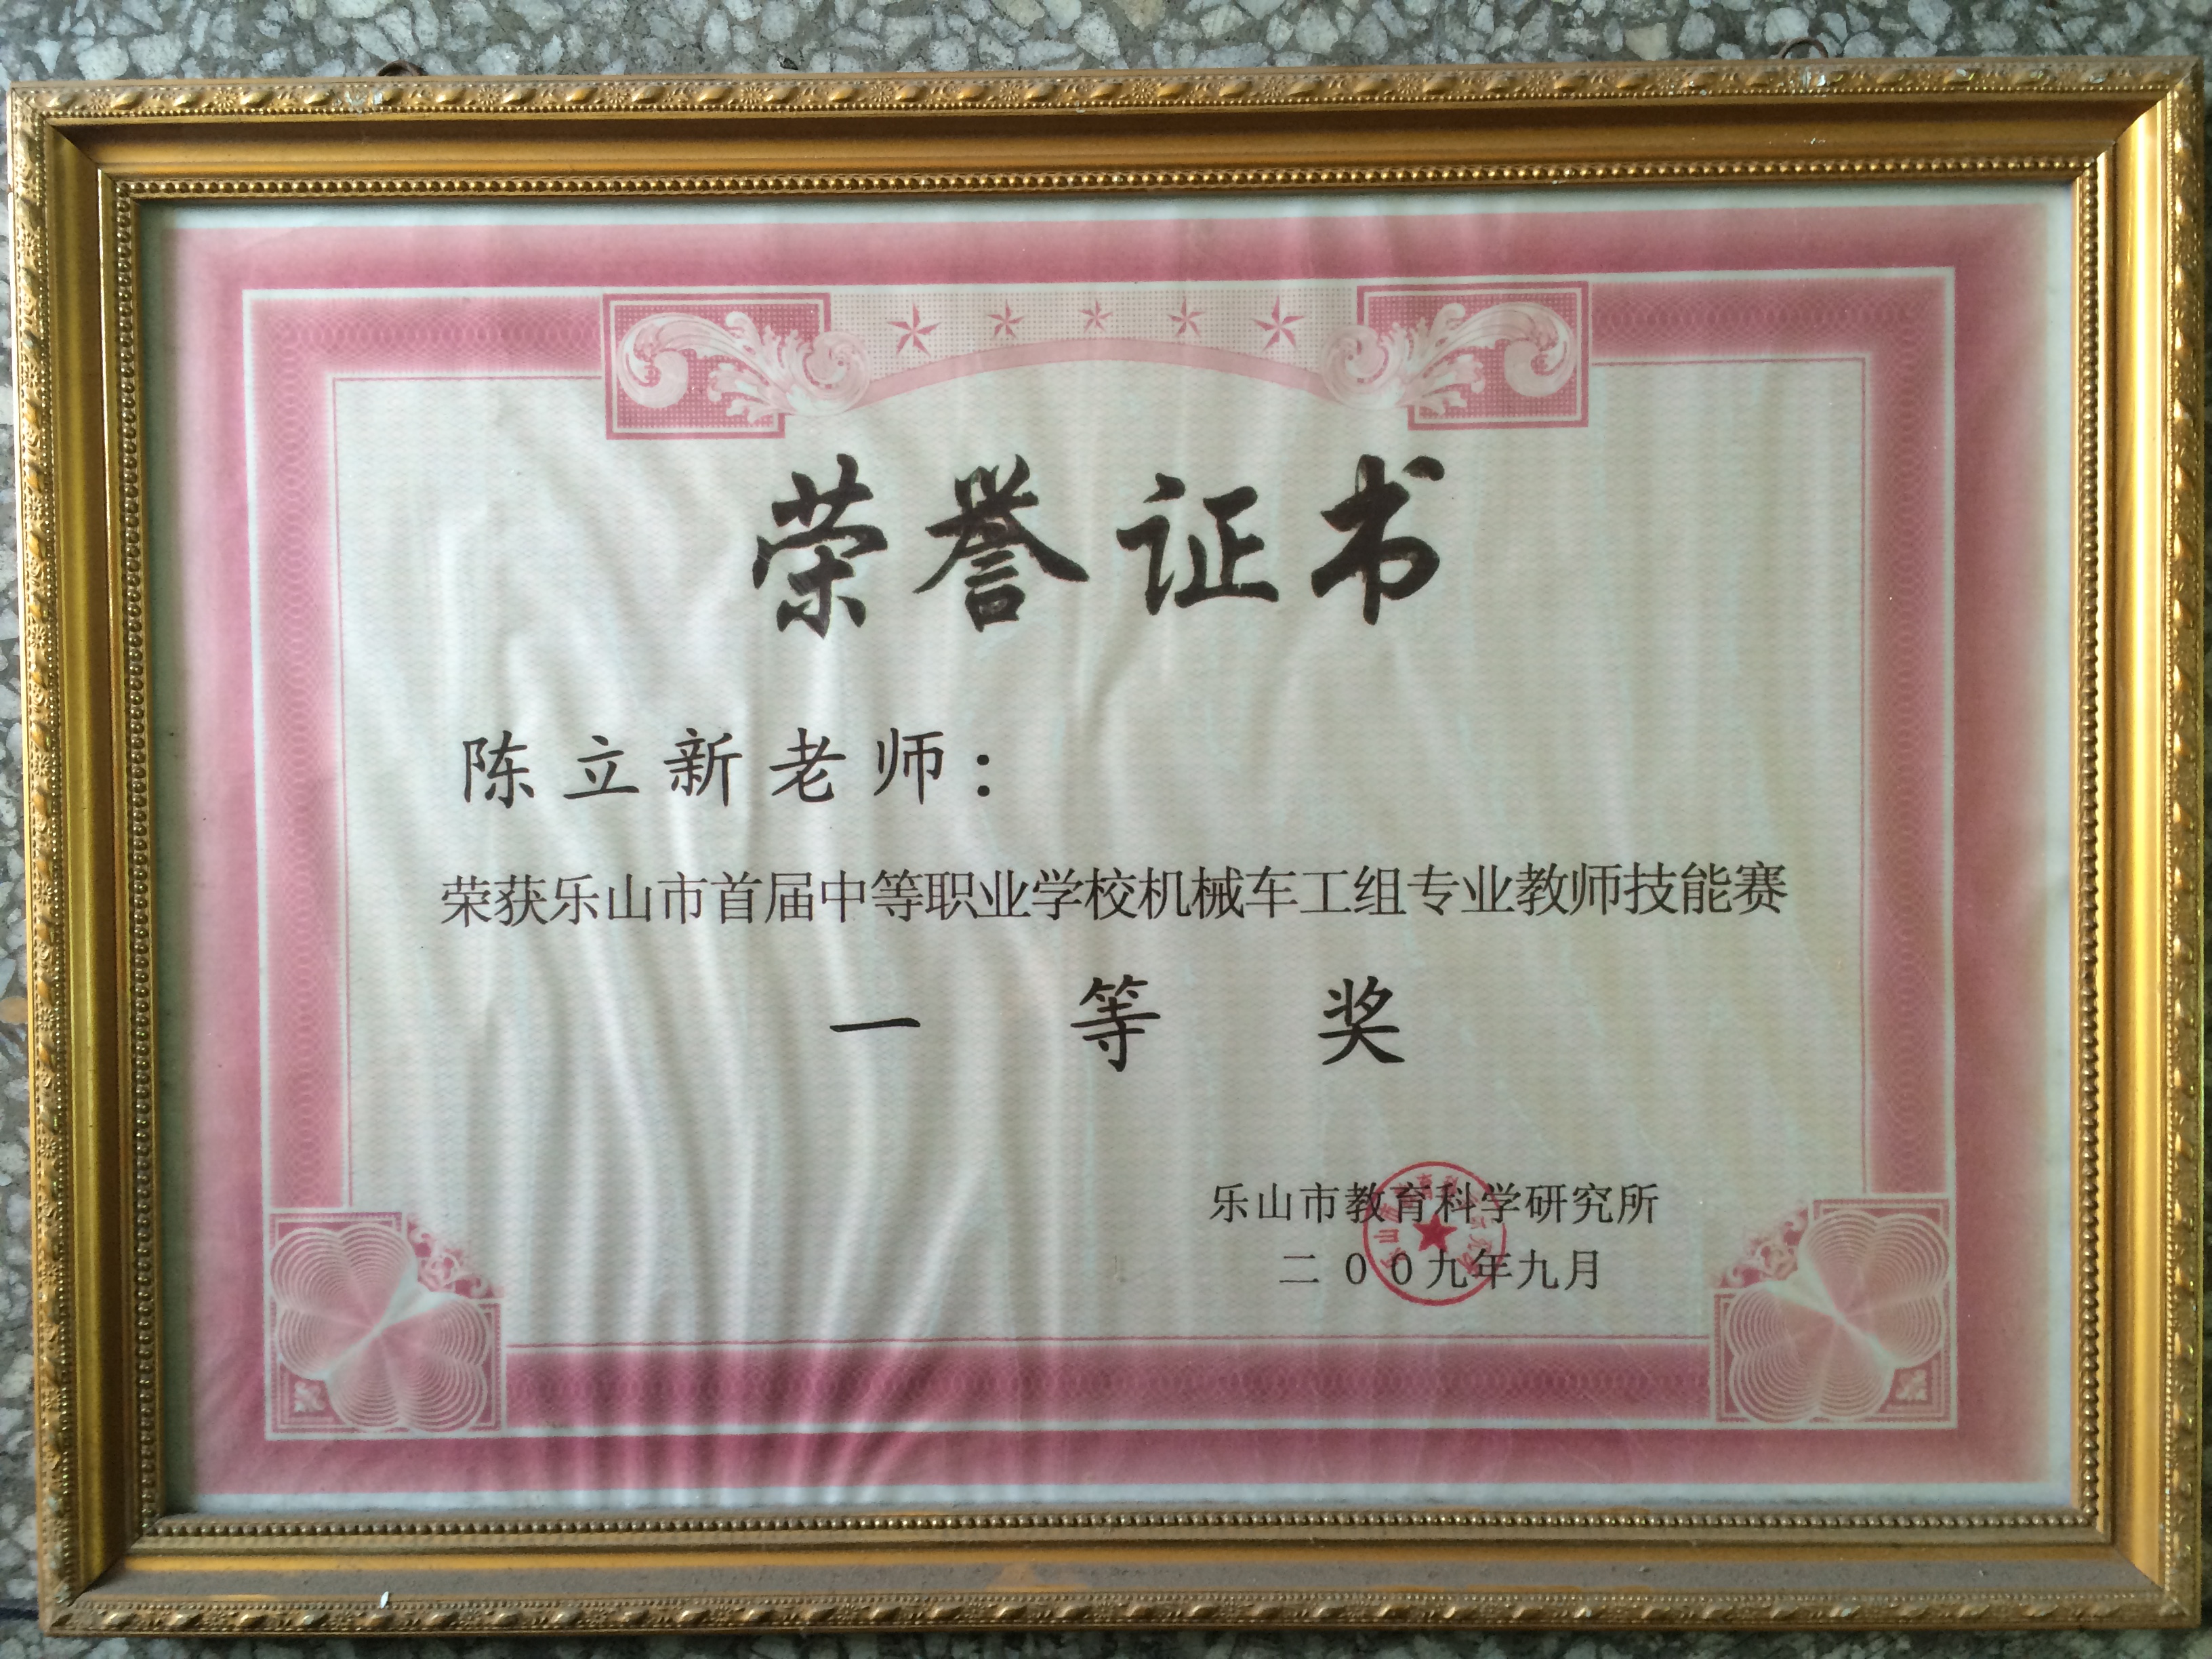 荣誉证书
陈立新老师：
荣获乐山市首届中等职业学校机械车工组专业教师技能赛
一等奖
乐山市教育科学研究所
二００九年九月